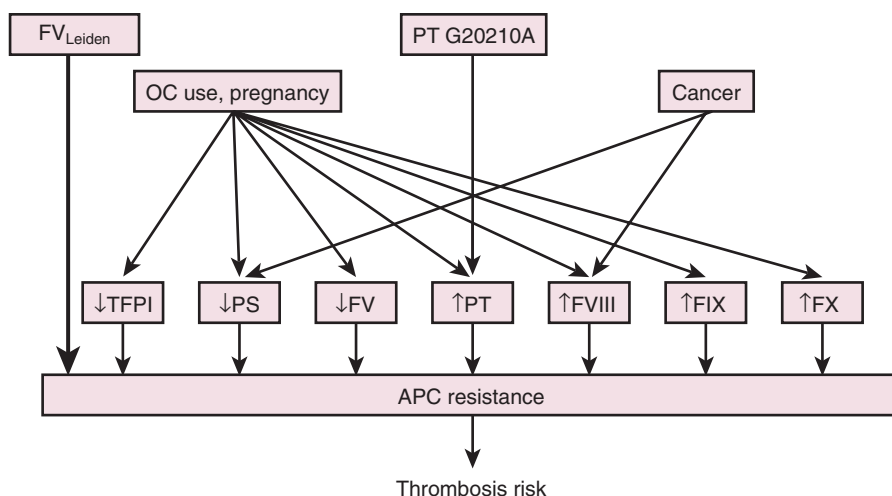 FVLeiden
PT G20210A
OC use, pregnancy
Cancer
↓TFPI
↓PS
↓FV
↑PT
↑FVIII
↑FIX
↑FX
APC resistance
Thrombosis risk